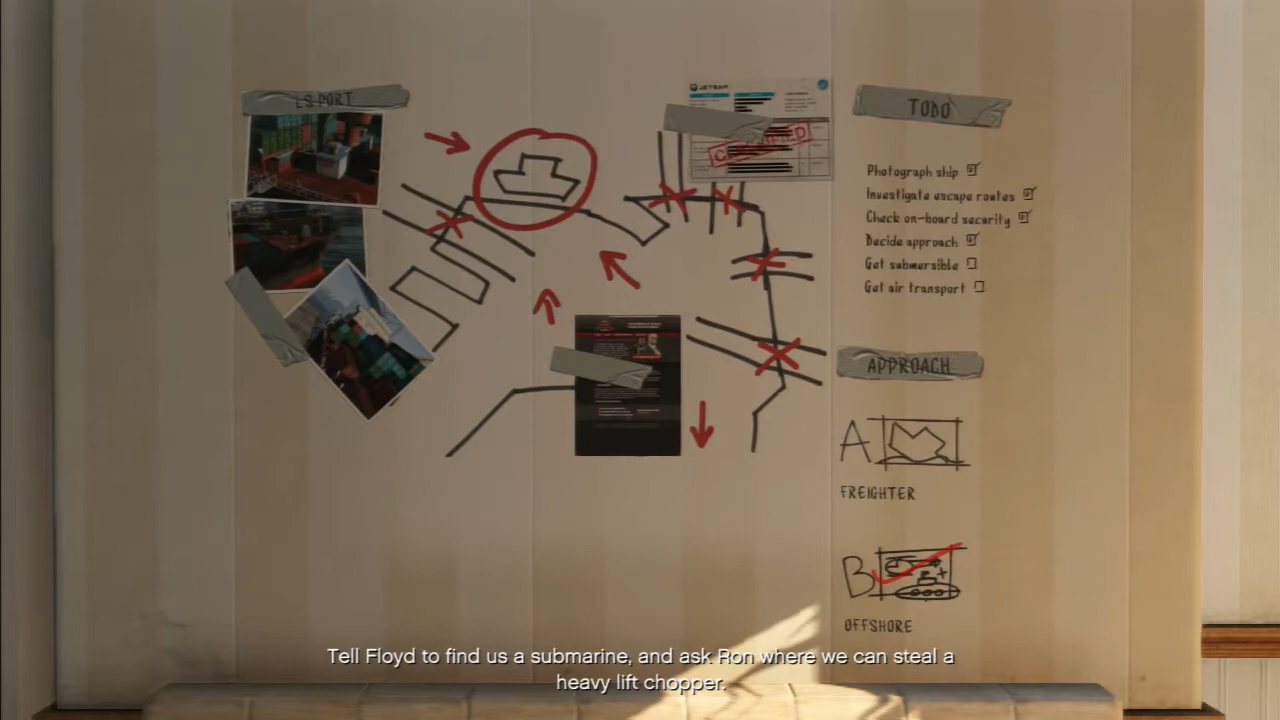 LS PORT
JETSAM
CLASSIFIED
TODO
Photograph ship
Investigate escape routes
Check on-board security
Decide approach
Get submersible
Get air transport
APPROACH
A
FREIGHTER
B
OFFSHORE
Tell Floyd to find us a submarine, and ask Ron where we can steal a
heavy lift chopper.